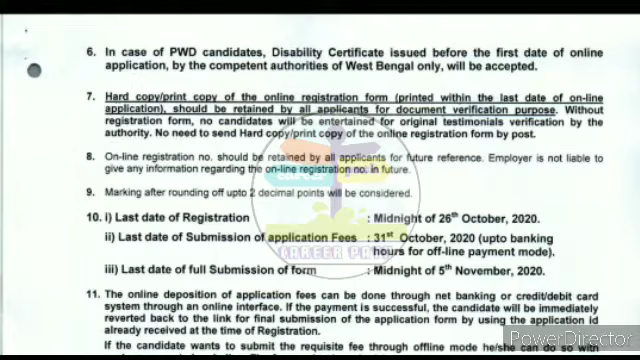 6. In case of PWD candidates, Disability Certificate issued before the first date of online
application, by the competent authorities of West Bengal only, will be accepted.
7. Hard copy/print copy of the online registration form (printed within the last date of on-line
application), should be retained by all applicants for document verification purpose. Without
registration form, no candidates will be entertained for original testimonials verification by the
authority. No need to send Hard copy/print copy of the online registration form by post.
8. On-line registration no. should be retained by all applicants for future reference. Employer is not liable to
give any information regarding the on-line registration no. in future.
9. Marking after rounding off upto 2 decimal points will be considered.
10. i) Last date of Registration : Midnight of 26th October, 2020.
ii) Last date of Submission of application Fees : 31st October, 2020 (upto banking
hours for off-line payment mode).
iii) Last date of full Submission of form : Midnight of 5th November, 2020.
11. The online deposition of application fees can be done through net banking or credit/debit card
system through an online interface. If the payment is successful, the candidate will be immediately
reverted back to the link for final submission of the application form by using the application id
already received at the time of Registration.
If the candidate wants to submit the requisite fee through offline mode he/she can do so with
career
CAREER
PowerDirector